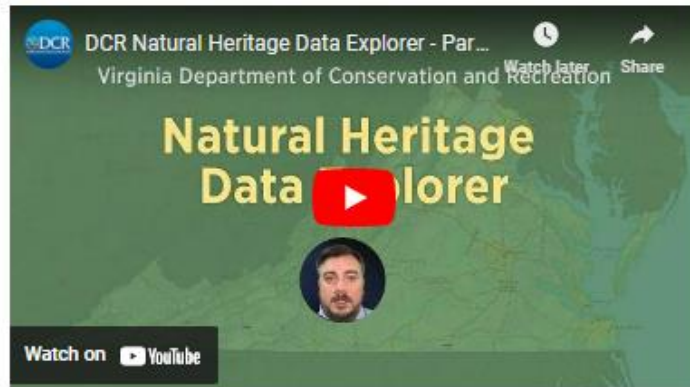 DCR
DCR Natural Heritage Data Explorer - Par...
Watch later
Share
Virginia Department of Conservation and Recreation
Natural Heritage
Data Explorer
Watch on YouTube